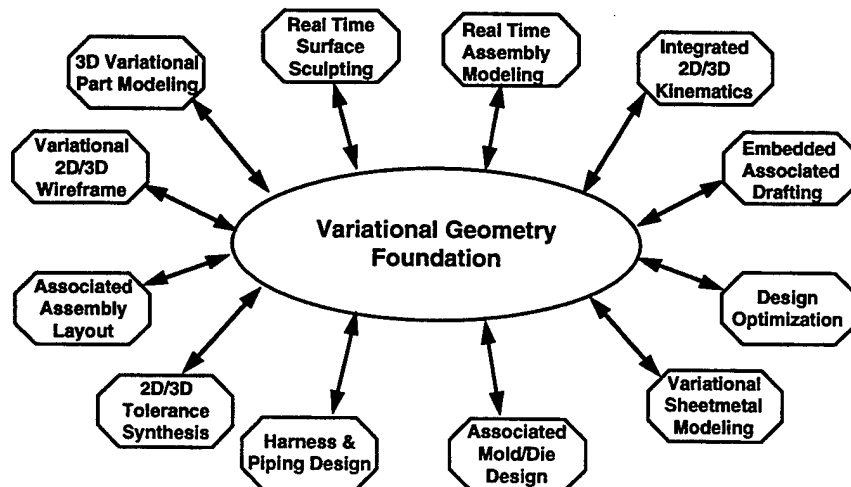 3D Variational
Part Modeling
Real Time
Surface
Sculpting
Real Time
Assembly
Modeling
Integrated
2D/3D
Kinematics
Variational
2D/3D
Wireframe
Embedded
Associated
Drafting
Variational Geometry
Foundation
Associated
Assembly
Layout
Design
Optimization
2D/3D
Tolerance
Synthesis
Harness &
Piping Design
Associated
Mold/Die
Design
Variational
Sheetmetal
Modeling